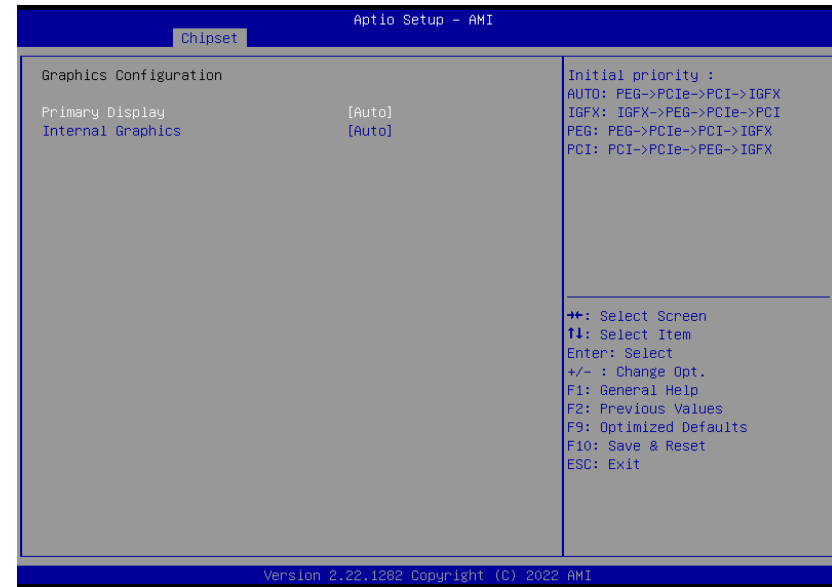 Aptio Setup – AMI
Chipset
Graphics Configuration
Primary Display [Auto]
Internal Graphics [Auto]
Initial priority :
AUTO: PEG->PCIe->PCI->IGFX
IGFX: IGFX->PEG->PCIe->PCI
PEG: PEG->PCIe->PCI->IGFX
PCI: PCI->PCIe->PEG->IGFX
→←: Select Screen
↑↓: Select Item
Enter: Select
+/- : Change Opt.
F1: General Help
F2: Previous Values
F9: Optimized Defaults
F10: Save & Reset
ESC: Exit
Version 2.22.1282 Copyright (C) 2022 AMI